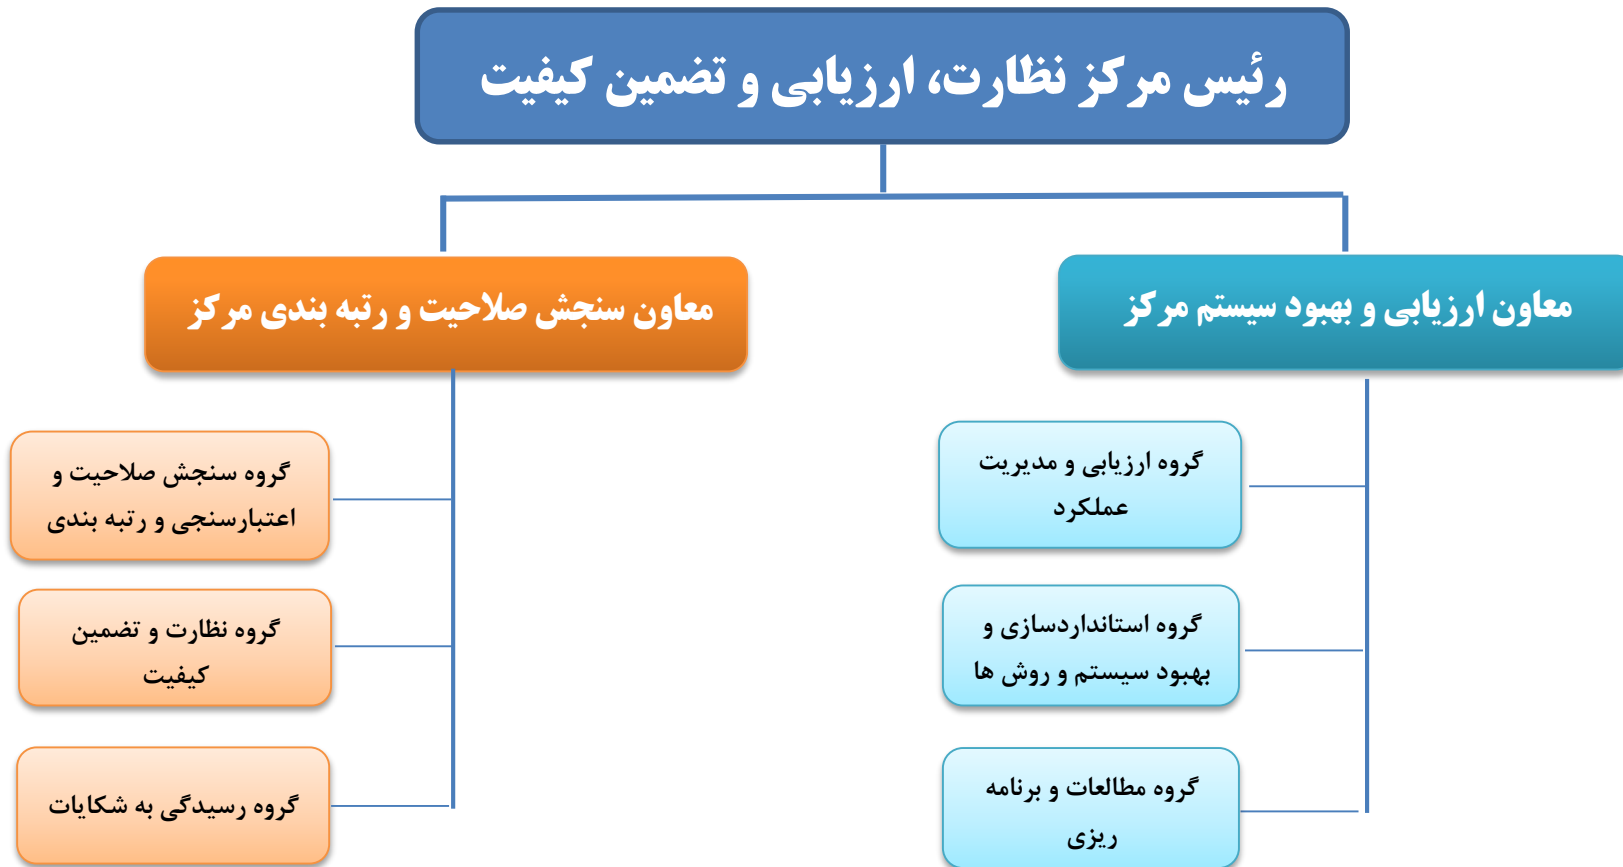 رئیس مرکز نظارت، ارزیابی و تضمین کیفیت
معاون ارزیابی و بهبود سیستم مرکز
معاون سنجش صلاحیت و رتبه بندی مرکز
گروه ارزیابی و مدیریت
عملکرد
گروه استانداردسازی و
بهبود سیستم و روش ها
گروه مطالعات و برنامه
ریزی
گروه سنجش صلاحیت و
اعتبارسنجی و رتبه بندی
گروه نظارت و تضمین
کیفیت
گروه رسیدگی به شکایات